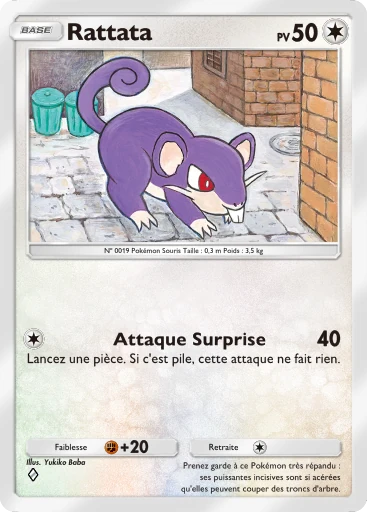 BASE Rattata PV 50
N° 0019 Pokémon Souris Taille : 0,3 m Poids : 3,5 kg
Attaque Surprise 40
Lancez une pièce. Si c'est pile, cette attaque ne fait rien.
Faiblesse +20 Retraite
Illus. Yukiko Baba
Prenez garde à ce Pokémon très répandu :
ses puissantes incisives sont si acérées
qu'elles peuvent couper des troncs d'arbre.